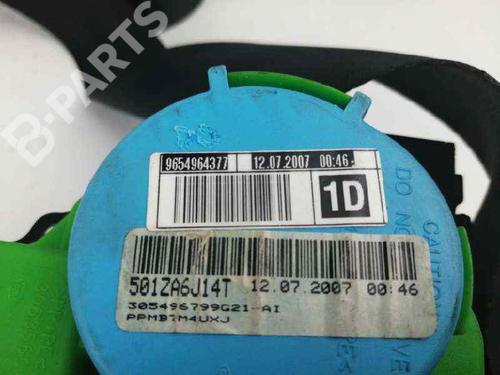 B-PARTS
9654964377 12.07.2007 00:46
1D
501ZA6J14T 12.07.2007 00:46
305496799G21-AI
PPMB7M4UXJ
CAUTION
DO NO